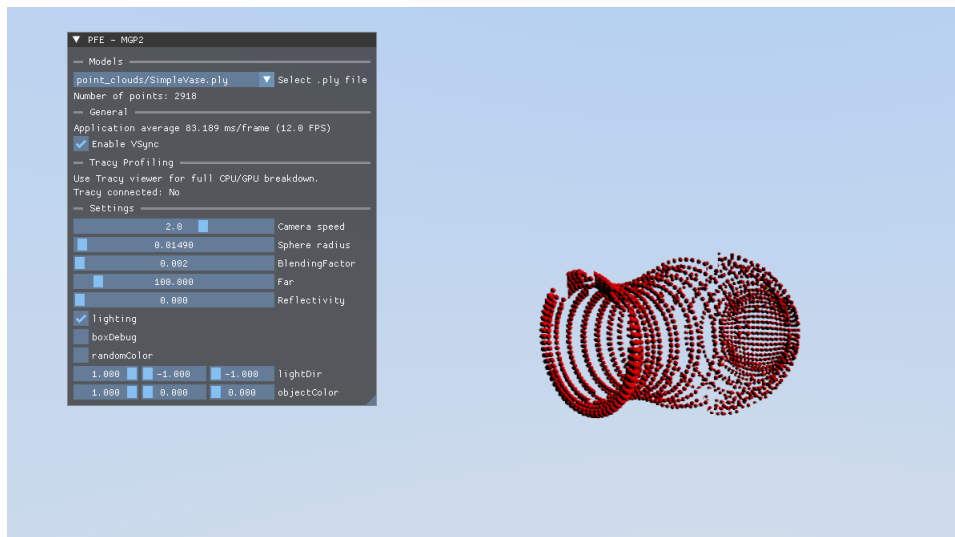 PFE - MGP2
Models
point_clouds/SimpleVase.ply Select .ply file
Number of points: 2918
General
Application average 83.189 ms/frame (12.0 FPS)
Enable VSync
Tracy Profiling
Use Tracy viewer for full CPU/GPU breakdown.
Tracy connected: No
Settings
2.0 Camera speed
0.01490 Sphere radius
0.002 BlendingFactor
100.000 Far
0.000 Reflectivity
lighting
boxDebug
randomColor
1.000 -1.000 -1.000 lightDir
1.000 0.000 0.000 objectColor